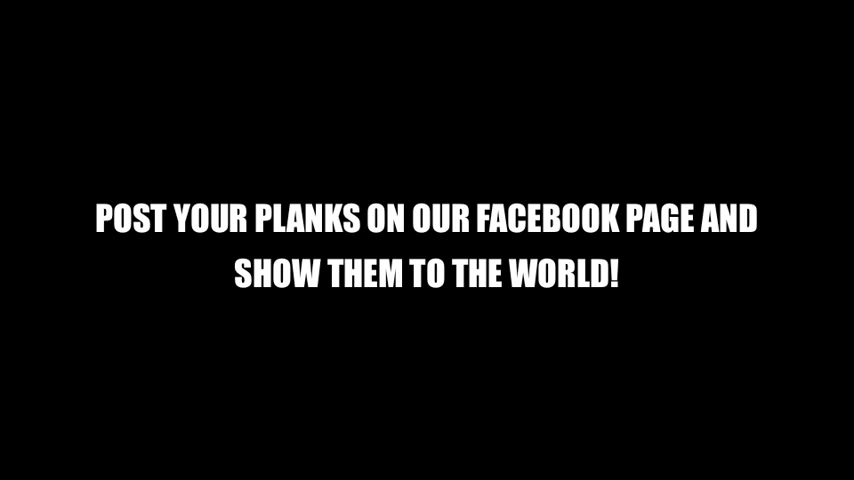 POST YOUR PLANKS ON OUR FACEBOOK PAGE AND
SHOW THEM TO THE WORLD!